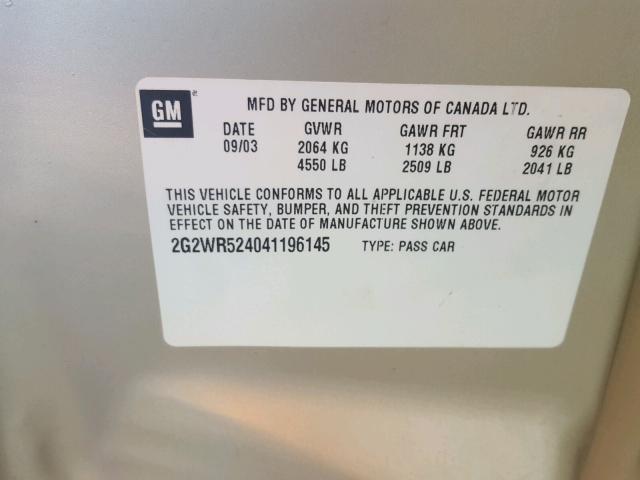 GM®
MFD BY GENERAL MOTORS OF CANADA LTD.
DATE GVWR GAWR FRT GAWR RR
09/03 2064 KG 1138 KG 926 KG
4550 LB 2509 LB 2041 LB
THIS VEHICLE CONFORMS TO ALL APPLICABLE U.S. FEDERAL MOTOR
VEHICLE SAFETY, BUMPER, AND THEFT PREVENTION STANDARDS IN
EFFECT ON THE DATE OF MANUFACTURE SHOWN ABOVE.
2G2WR524041196145 TYPE: PASS CAR